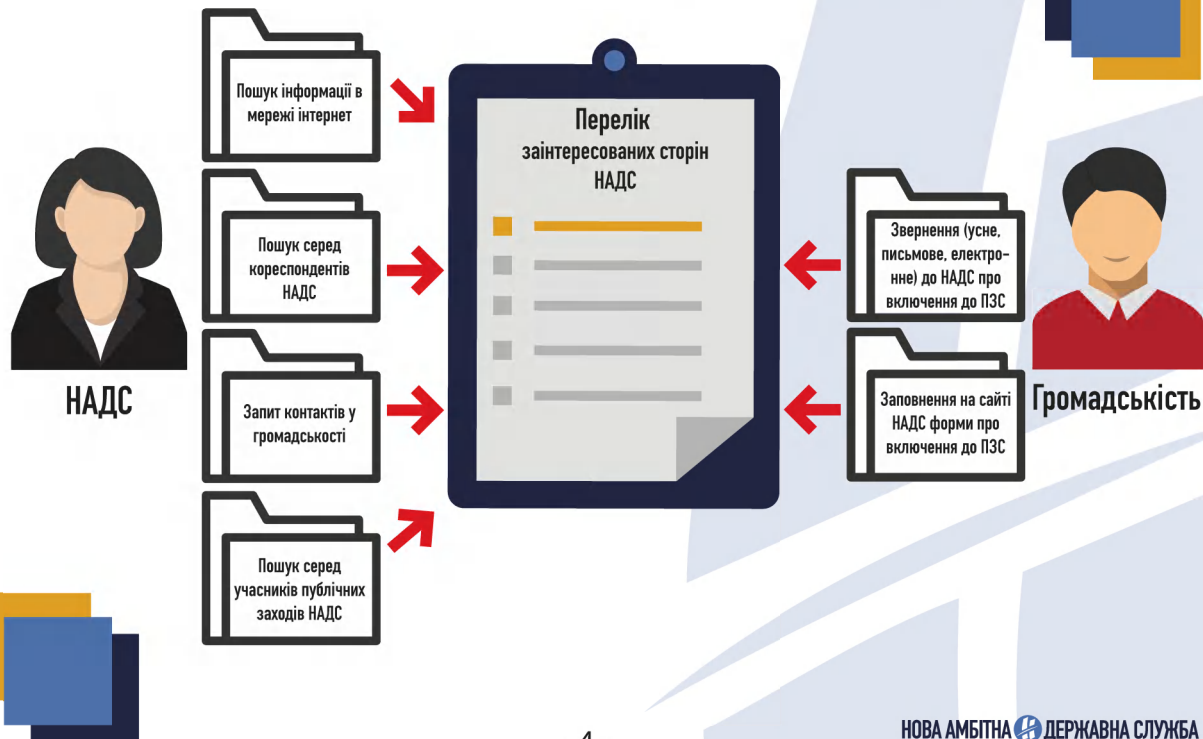 Пошук інформації в
мережі інтернет
Пошук серед
кореспондентів
НАДС
Запит контактів у
громадськості
Пошук серед
учасників публічних
заходів НАДС
НАДС
Перелік
заінтересованих сторін
НАДС
Звернення (усне,
письмове, електро-
нне) до НАДС про
включення до ПЗС
Заповнення на сайті
НАДС форми про
включення до ПЗС
Громадськість
4
НОВА АМБІТНА ДЕРЖАВНА СЛУЖБА